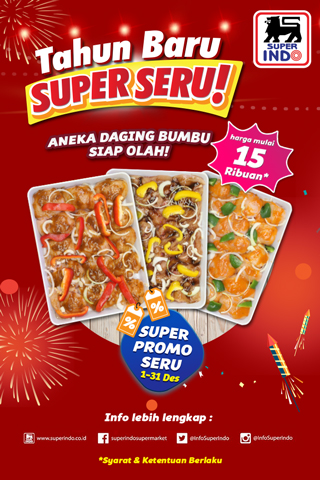 Tahun Baru
SUPER SERU!
SUPER
INDO
ANEKA DAGING BUMBU
SIAP OLAH!
harga mulai
15
Ribuan*
%
%
SUPER
PROMO
SERU
1-31 Des
Info lebih lengkap :
www.superindo.co.id
superindosupermarket
@InfoSuperIndo
@InfoSuperindo
*Syarat & Ketentuan Berlaku